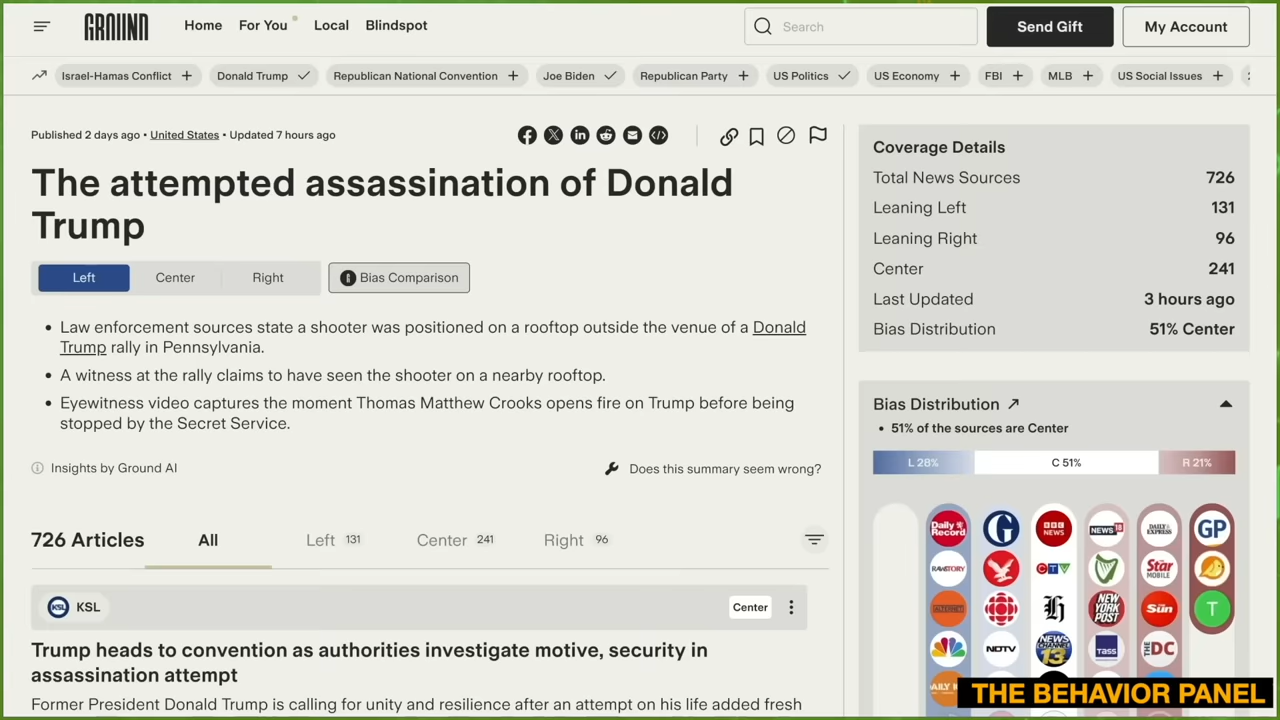 GROUND
Home
For You
Local
Blindspot
Search
Send Gift
My Account
Israel-Hamas Conflict +
Donald Trump
Republican National Convention +
Joe Biden
Republican Party +
US Politics
US Economy +
FBI +
MLB +
US Social Issues +
Published 2 days ago • United States • Updated 7 hours ago
The attempted assassination of Donald
Trump
Left
Center
Right
Bias Comparison
• Law enforcement sources state a shooter was positioned on a rooftop outside the venue of a Donald
Trump rally in Pennsylvania.
• A witness at the rally claims to have seen the shooter on a nearby rooftop.
• Eyewitness video captures the moment Thomas Matthew Crooks opens fire on Trump before being
stopped by the Secret Service.
Insights by Ground AI
Does this summary seem wrong?
726 Articles
All
Left 131
Center 241
Right 96
KSL KSL
Center
Trump heads to convention as authorities investigate motive, security in
assassination attempt
Former President Donald Trump is calling for unity and resilience after an attempt on his life added fresh
Coverage Details
Total News Sources 726
Leaning Left 131
Leaning Right 96
Center 241
Last Updated 3 hours ago
Bias Distribution 51% Center
Bias Distribution
• 51% of the sources are Center
L 28% C 51% R 21%
Daily Record
G
BBC NEWS
NEWS 18
DAILY EXPRESS
GP
RAWSTORY
CTV
Star MOBILE
ALTERNET
h
NEW YORK POST
The Sun
T
NDTV
NEWS CHANNEL 13
TASS
THE DC
THE BEHAVIOR PANEL